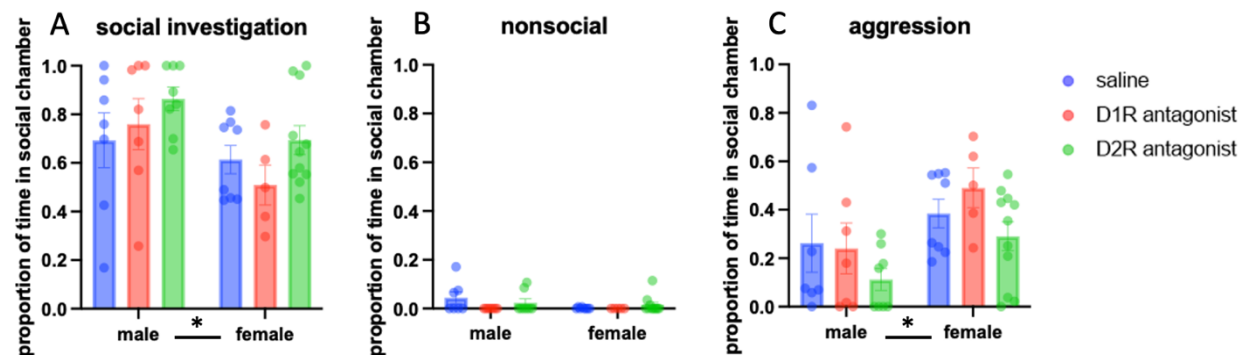 A social investigation
proportion of time in social chamber
1.0
0.8
0.6
0.4
0.2
0.0
male * female
B nonsocial
proportion of time in social chamber
1.0
0.8
0.6
0.4
0.2
0.0
male female
C aggression
proportion of time in social chamber
1.0
0.8
0.6
0.4
0.2
0.0
male * female
saline
D1R antagonist
D2R antagonist